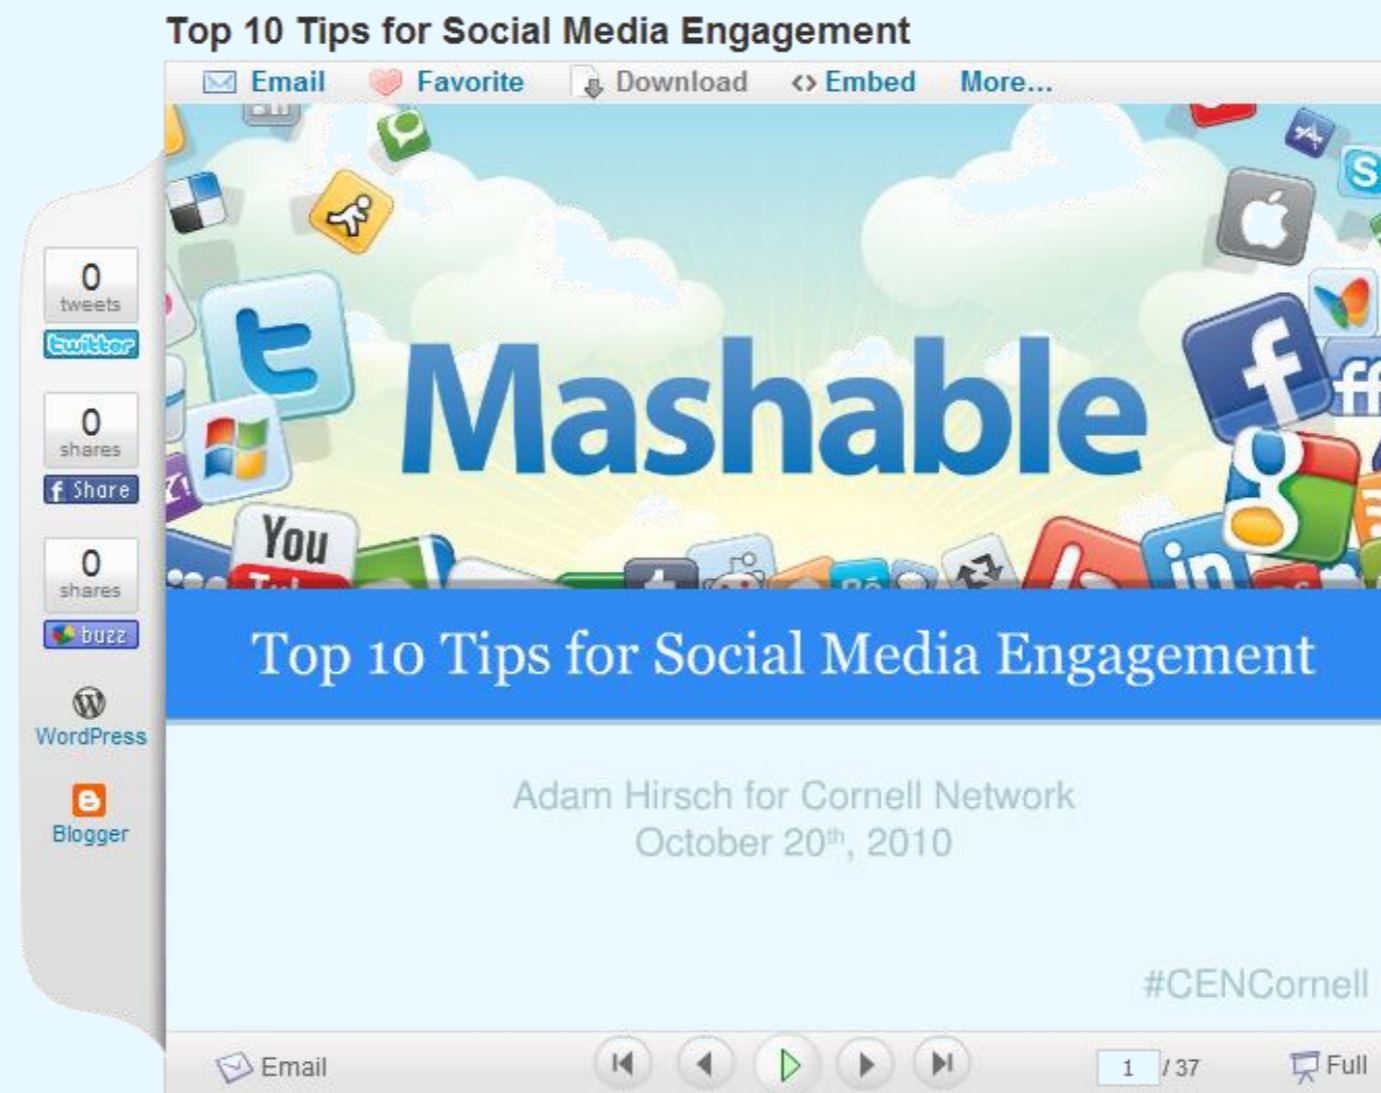 Top 10 Tips for Social Media Engagement
Email Favorite Download <> Embed More...
0
tweets
twitter
0
shares
f Share
0
shares
buzz
WordPress
Blogger
Mashable
You
in
Top 10 Tips for Social Media Engagement
Adam Hirsch for Cornell Network
October 20th, 2010
#CENCornell
Email 1 / 37 Full